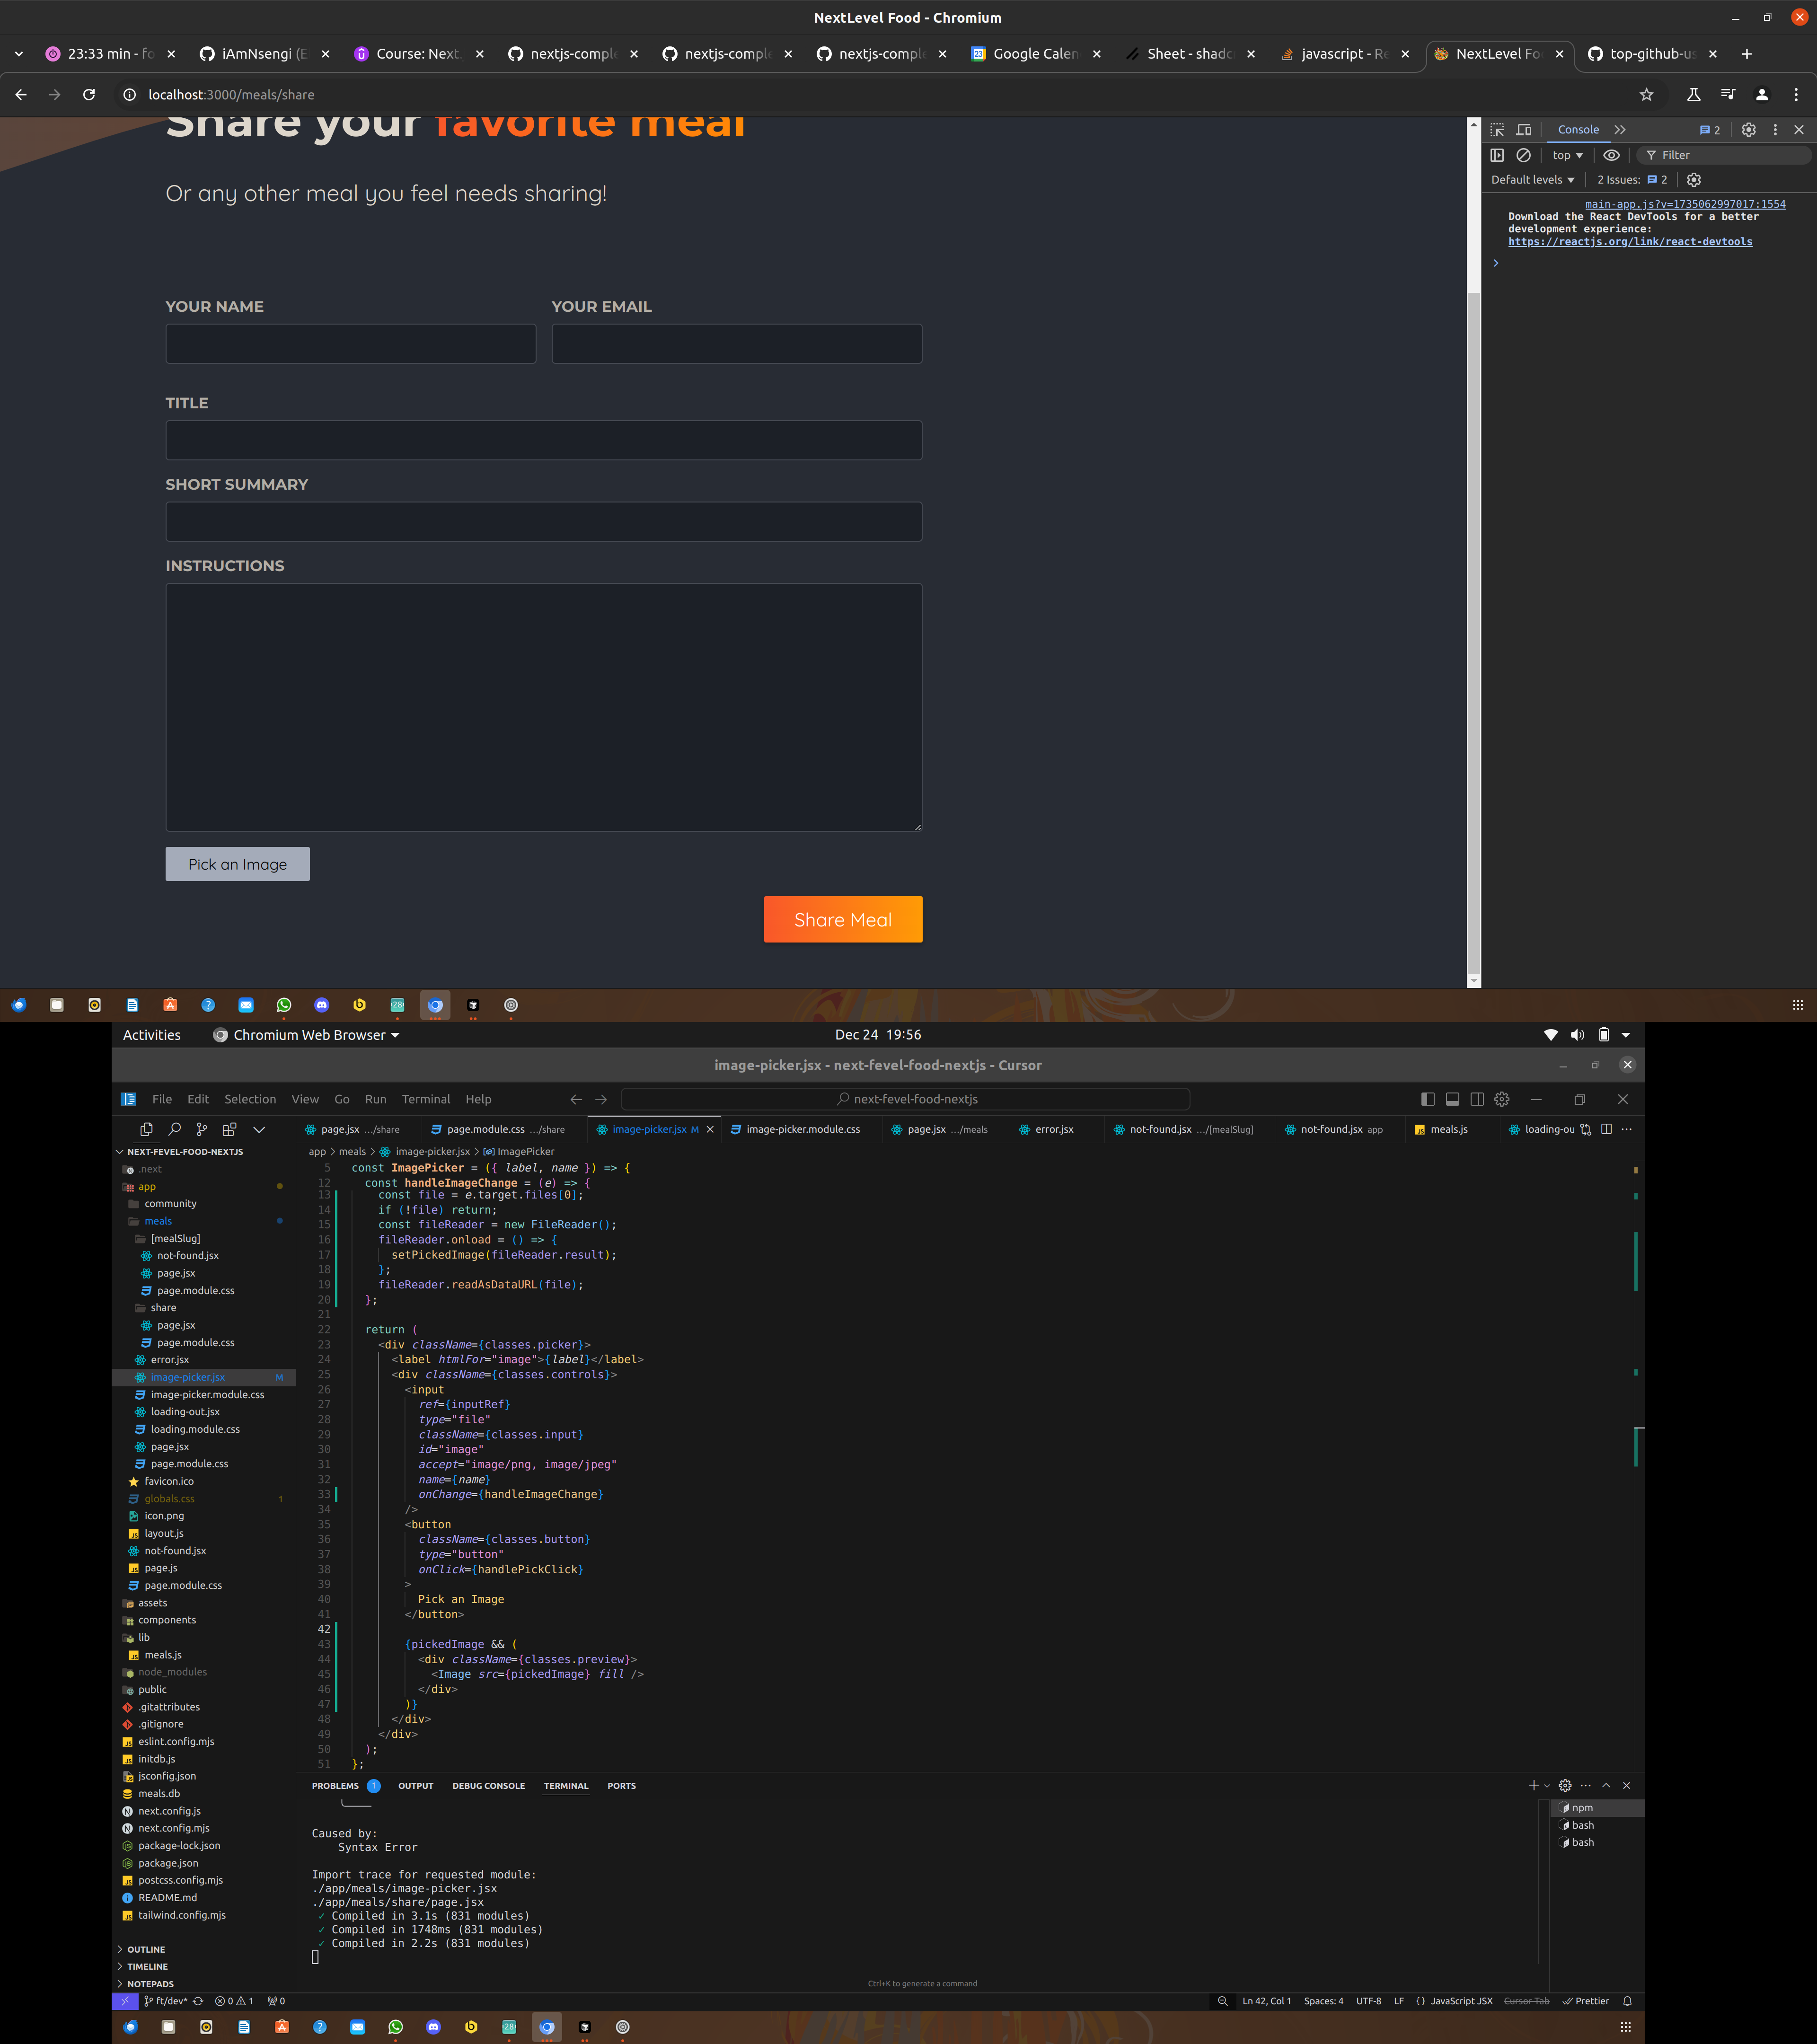 NextLevel Food - Chromium
23:33 min - fo
iAmNsengi (E
Course: Next.
nextjs-comple
nextjs-comple
nextjs-comple
Google Calen
Sheet - shadc
javascript - Re
NextLevel Foo
top-github-us
localhost:3000/meals/share
Share your favorite meal
Or any other meal you feel needs sharing!
YOUR NAME
YOUR EMAIL
TITLE
SHORT SUMMARY
INSTRUCTIONS
Pick an Image
Share Meal
Console
2
top
Filter
Default levels
2 Issues: 2
main-app.js?v=1735062997017:1554
Download the React DevTools for a better
development experience:
https://reactjs.org/link/react-devtools
Activities
Chromium Web Browser
Dec 24 19:56
image-picker.jsx - next-fevel-food-nextjs - Cursor
File Edit Selection View Go Run Terminal Help
next-fevel-food-nextjs
page.jsx .../share
page.module.css .../share
image-picker.jsx M
image-picker.module.css
page.jsx .../meals
error.jsx
not-found.jsx .../[mealSlug]
not-found.jsx app
meals.js
loading-ou
NEXT-FEVEL-FOOD-NEXTJS
.next
app
community
meals
[mealSlug]
not-found.jsx
page.jsx
page.module.css
share
page.jsx
page.module.css
error.jsx
image-picker.jsx M
image-picker.module.css
loading-out.jsx
loading.module.css
page.jsx
page.module.css
favicon.ico
globals.css 1
icon.png
layout.js
not-found.jsx
page.js
page.module.css
assets
components
lib
meals.js
node_modules
public
.gitattributes
.gitignore
eslint.config.mjs
initdb.js
jsconfig.json
meals.db
next.config.js
next.config.mjs
package-lock.json
package.json
postcss.config.mjs
README.md
tailwind.config.mjs
OUTLINE
TIMELINE
NOTEPADS
app > meals > image-picker.jsx > ImagePicker
5 const ImagePicker = ({ label, name }) => {
12 const handleImageChange = (e) => {
13 const file = e.target.files[0];
14 if (!file) return;
15 const fileReader = new FileReader();
16 fileReader.onload = () => {
17 setPickedImage(fileReader.result);
18 };
19 fileReader.readAsDataURL(file);
20 };
21
22 return (
23 <div className={classes.picker}>
24 <label htmlFor="image">{label}</label>
25 <div className={classes.controls}>
26 <input
27 ref={inputRef}
28 type="file"
29 className={classes.input}
30 id="image"
31 accept="image/png, image/jpeg"
32 name={name}
33 onChange={handleImageChange}
34 />
35 <button
36 className={classes.button}
37 type="button"
38 onClick={handlePickClick}
39 >
40 Pick an Image
41 </button>
42
43 {pickedImage && (
44 <div className={classes.preview}>
45 <Image src={pickedImage} fill />
46 </div>
47 )}
48 </div>
49 </div>
50 );
51 };
PROBLEMS 1 OUTPUT DEBUG CONSOLE TERMINAL PORTS
Caused by:
Syntax Error
Import trace for requested module:
./app/meals/image-picker.jsx
./app/meals/share/page.jsx
✓ Compiled in 3.1s (831 modules)
✓ Compiled in 1748ms (831 modules)
✓ Compiled in 2.2s (831 modules)
npm
bash
bash
Ctrl+K to generate a command
ft/dev* 0 1 0
Ln 42, Col 1 Spaces: 4 UTF-8 LF {} JavaScript JSX Cursor Tab Prettier